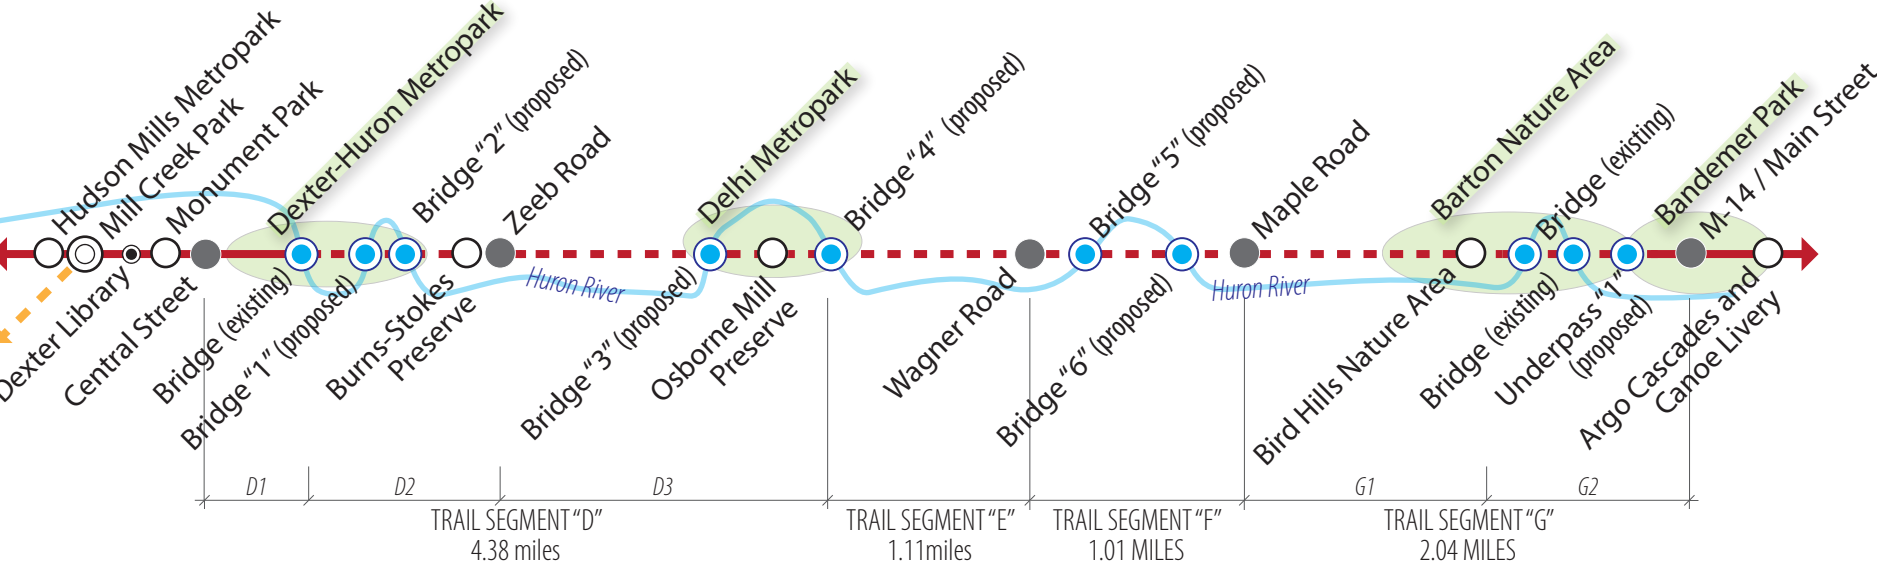 Hudson Mills Metropark
Mill Creek Park
Monument Park
Dexter-Huron Metropark
Bridge “2” (proposed)
Zeeb Road
Delhi Metropark
Bridge “4” (proposed)
Bridge “5” (proposed)
Maple Road
Barton Nature Area
Bridge (existing)
Bandemer Park
M-14 / Main Street
Huron River
Huron River
Dexter Library
Central Street
Bridge (existing)
Bridge “1” (proposed)
Burns-Stokes
Preserve
Bridge “3” (proposed)
Osborne Mill
Preserve
Wagner Road
Bridge “6” (proposed)
Bird Hills Nature Area
Bridge (existing)
Underpass “1”
(proposed)
Argo Cascades and
Canoe Livery
D1
D2
D3
G1
G2
TRAIL SEGMENT “D”
4.38 miles
TRAIL SEGMENT “E”
1.11miles
TRAIL SEGMENT “F”
1.01 MILES
TRAIL SEGMENT “G”
2.04 MILES